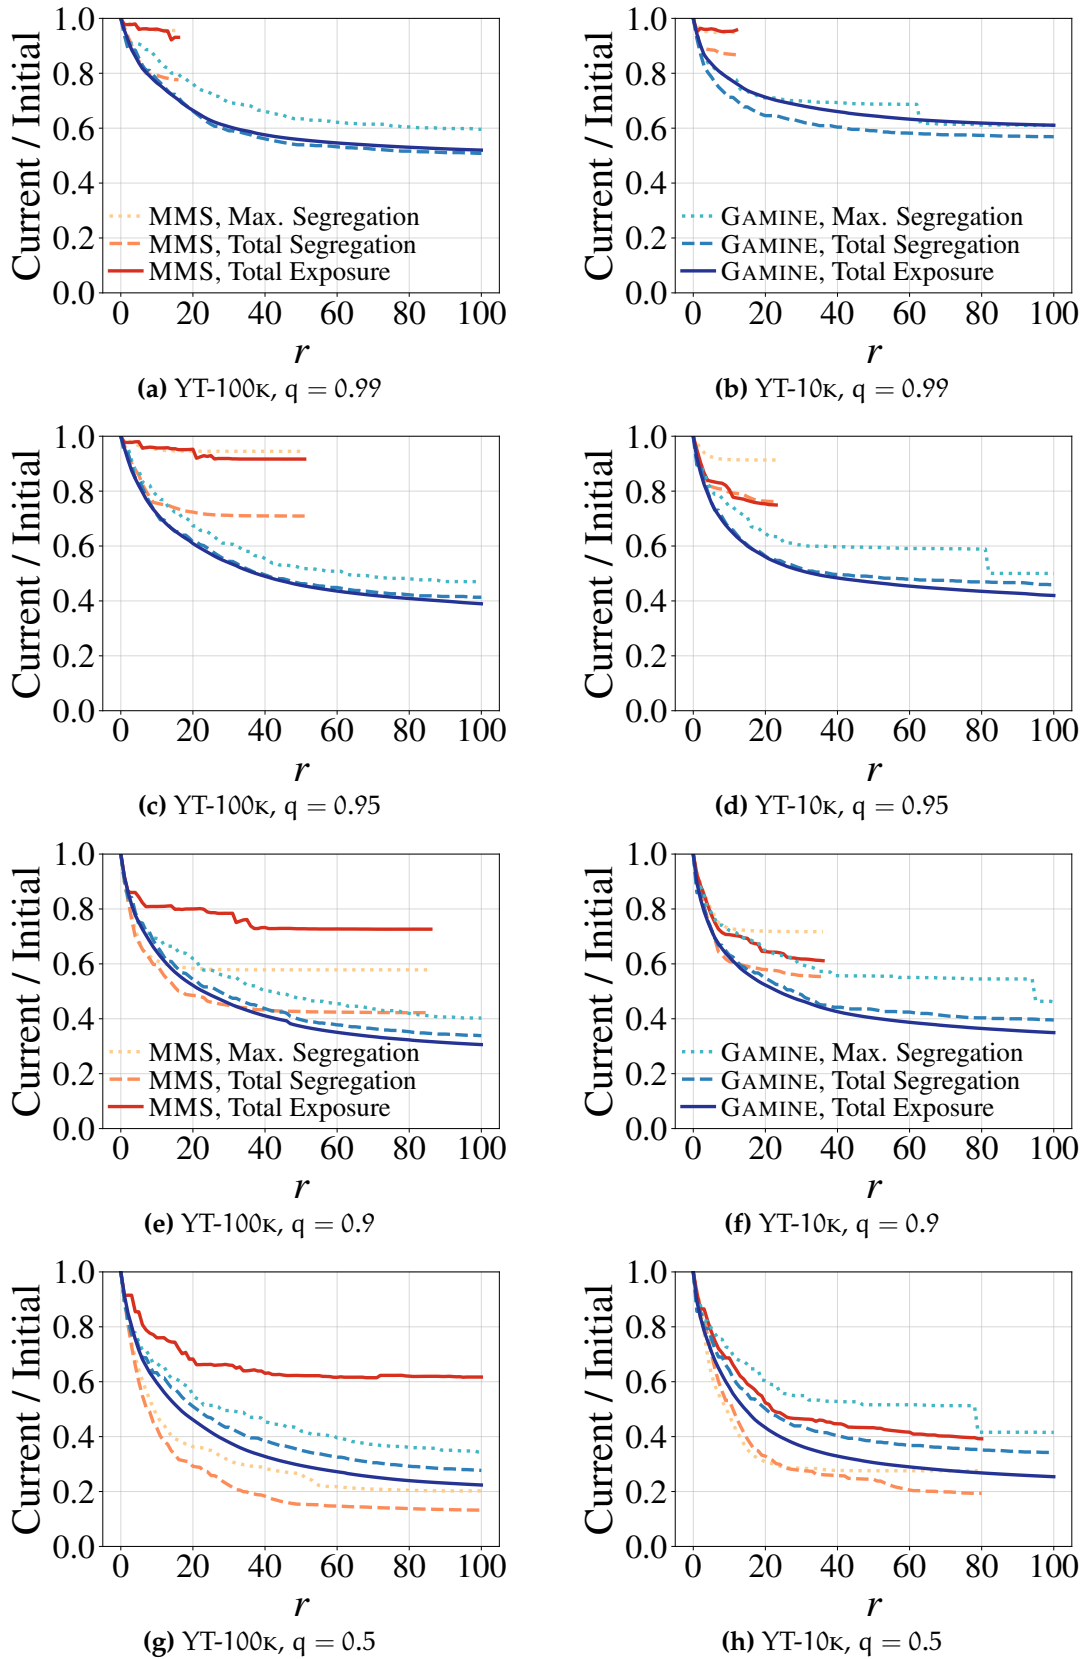 Current / Initial
1.0
0.8
0.6
0.4
0.2
0.0
MMS, Max. Segregation
MMS, Total Segregation
MMS, Total Exposure
0 20 40 60 80 100
r
(a) YT-100K, q = 0.99
Current / Initial
1.0
0.8
0.6
0.4
0.2
0.0
GAMINE, Max. Segregation
GAMINE, Total Segregation
GAMINE, Total Exposure
0 20 40 60 80 100
r
(b) YT-10K, q = 0.99
Current / Initial
1.0
0.8
0.6
0.4
0.2
0.0
0 20 40 60 80 100
r
(c) YT-100K, q = 0.95
Current / Initial
1.0
0.8
0.6
0.4
0.2
0.0
0 20 40 60 80 100
r
(d) YT-10K, q = 0.95
Current / Initial
1.0
0.8
0.6
0.4
0.2
0.0
MMS, Max. Segregation
MMS, Total Segregation
MMS, Total Exposure
0 20 40 60 80 100
r
(e) YT-100K, q = 0.9
Current / Initial
1.0
0.8
0.6
0.4
0.2
0.0
GAMINE, Max. Segregation
GAMINE, Total Segregation
GAMINE, Total Exposure
0 20 40 60 80 100
r
(f) YT-10K, q = 0.9
Current / Initial
1.0
0.8
0.6
0.4
0.2
0.0
0 20 40 60 80 100
r
(g) YT-100K, q = 0.5
Current / Initial
1.0
0.8
0.6
0.4
0.2
0.0
0 20 40 60 80 100
r
(h) YT-10K, q = 0.5